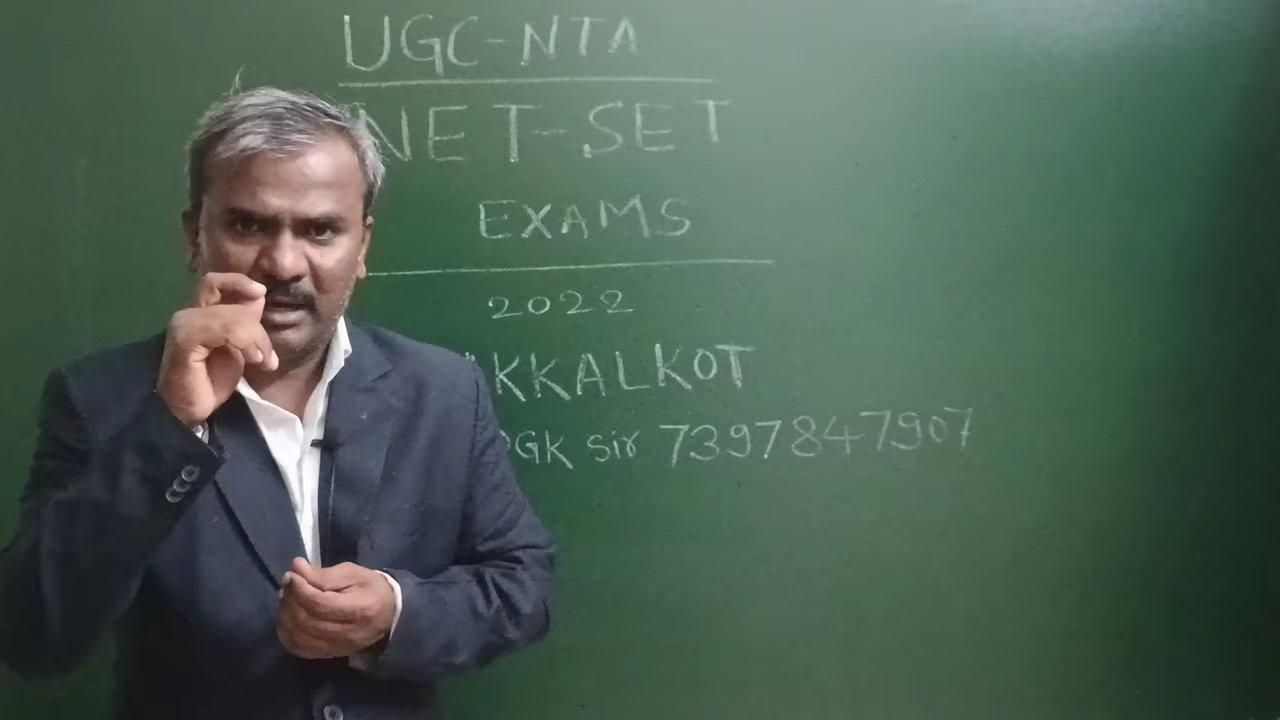 UGC-NTA
NET-SET
EXAMS
2022
KKALKOT
GK Sir 7397847907